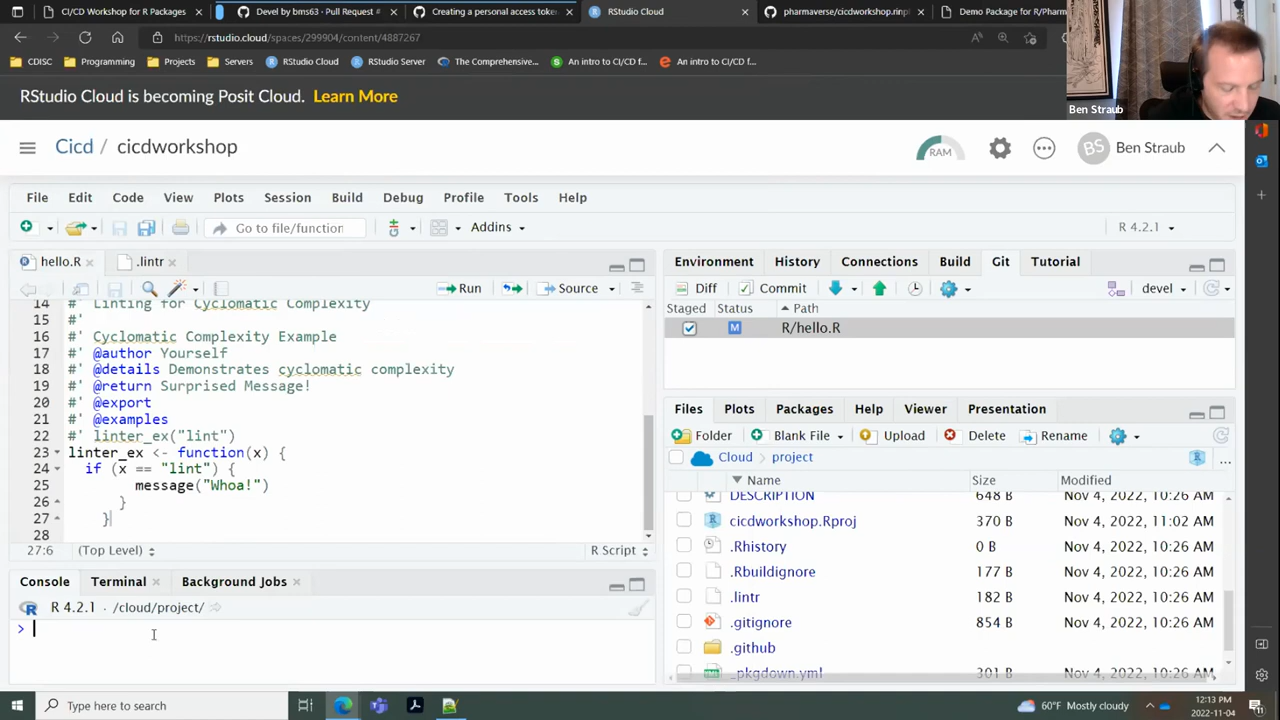 CI/CD Workshop for R Packages
Devel by bms63 · Pull Request #
Creating a personal access token
RStudio Cloud
pharmaverse/cicdworkshop.rinph
Demo Package for R/Pharm
https://rstudio.cloud/spaces/299904/content/4887267
CDISC
Programming
Projects
Servers
RStudio Cloud
RStudio Server
The Comprehensive...
An intro to CI/CD f...
An intro to CI/CD f...
Ben Straub
RStudio Cloud is becoming Posit Cloud. Learn More
Cicd / cicdworkshop
RAM
BS
Ben Straub
File Edit Code View Plots Session Build Debug Profile Tools Help
Go to file/function
Addins
R 4.2.1
hello.R
.lintr
Run
Source
14 # Linting for Cyclomatic Complexity
15 #'
16 #' Cyclomatic Complexity Example
17 #' @author Yourself
18 #' @details Demonstrates cyclomatic complexity
19 #' @return Surprised Message!
20 #' @export
21 #' @examples
22 #' linter_ex("lint")
23 linter_ex <- function(x) {
24 if (x == "lint") {
25 message("Whoa!")
26 }
27 }
28
27:6 (Top Level) R Script
Console Terminal Background Jobs
R 4.2.1 · /cloud/project/
>
Environment History Connections Build Git Tutorial
Diff Commit devel
Staged Status Path
M R/hello.R
Files Plots Packages Help Viewer Presentation
Folder Blank File Upload Delete Rename
Cloud project
Name Size Modified
DESCRIPTION 648 B Nov 4, 2022, 10:26 AM
cicdworkshop.Rproj 370 B Nov 4, 2022, 11:02 AM
.Rhistory 0 B Nov 4, 2022, 10:26 AM
.Rbuildignore 177 B Nov 4, 2022, 10:26 AM
.lintr 182 B Nov 4, 2022, 10:26 AM
.gitignore 854 B Nov 4, 2022, 10:26 AM
.github
_pkgdown.yml 301 B Nov 4, 2022, 10:26 AM
Type here to search
60°F Mostly cloudy
12:13 PM
2022-11-04